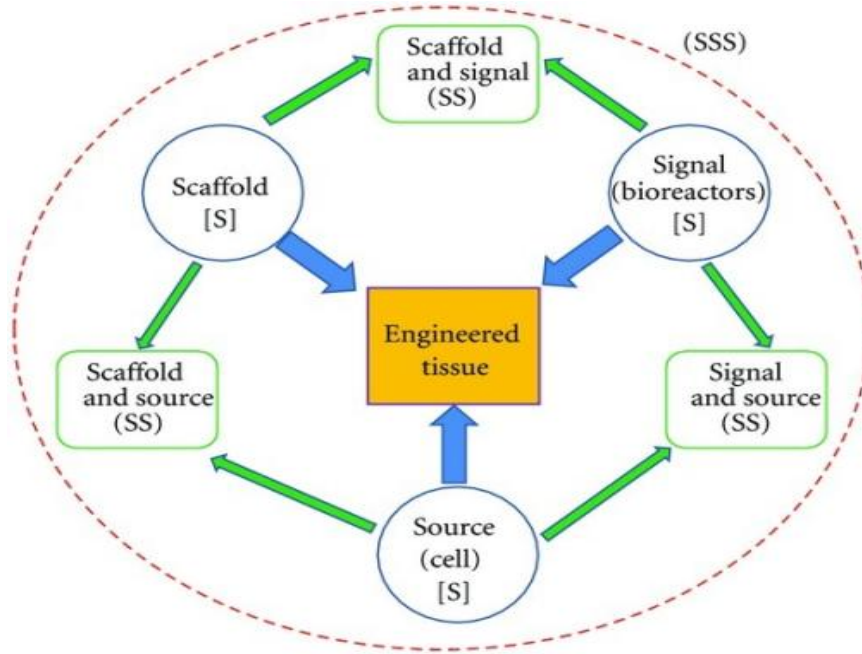 Scaffold
and signal
(SS)
(SSS)
Scaffold
[S]
Signal
(bioreactors)
[S]
Engineered
tissue
Scaffold
and source
(SS)
Signal
and source
(SS)
Source
(cell)
[S]